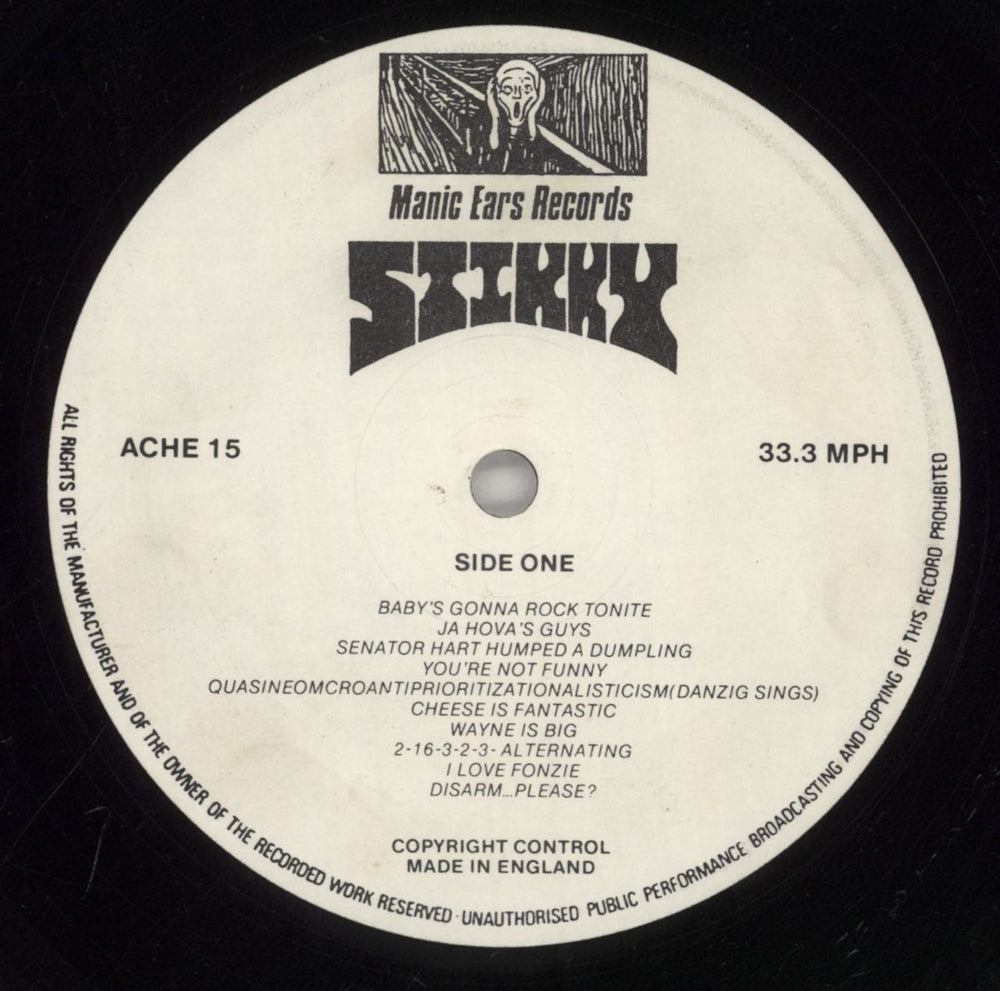 Manic Ears Records
STIKKY
ACHE 15
33.3 MPH
SIDE ONE
BABY'S GONNA ROCK TONITE
JA HOVA'S GUYS
SENATOR HART HUMPED A DUMPLING
YOU'RE NOT FUNNY
QUASINEOMCROANTIPRIORITIZATIONALISTICISM(DANZIG SINGS)
CHEESE IS FANTASTIC
WAYNE IS BIG
2-16-3-2-3- ALTERNATING
I LOVE FONZIE
DISARM...PLEASE?
COPYRIGHT CONTROL
MADE IN ENGLAND
ALL RIGHTS OF THE MANUFACTURER AND OF THE OWNER OF THE RECORDED WORK RESERVED · UNAUTHORISED PUBLIC PERFORMANCE BROADCASTING AND COPYING OF THIS RECORD PROHIBITED